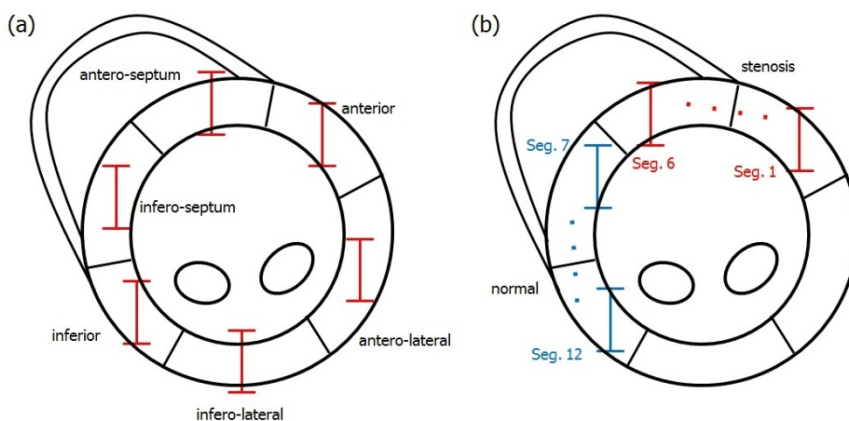 (a)
antero-septum
anterior
infero-septum
inferior
antero-lateral
infero-lateral
(b)
stenosis
Seg. 7
Seg. 6
Seg. 1
normal
Seg. 12